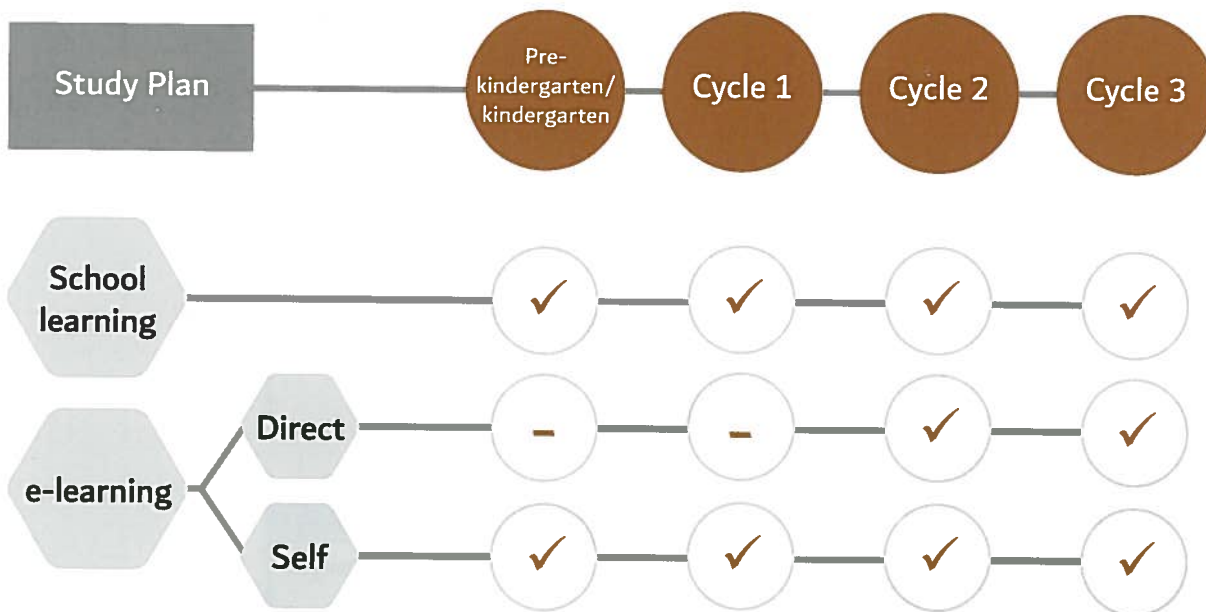 Study Plan
Pre-
kindergarten/
kindergarten
Cycle 1
Cycle 2
Cycle 3
School
learning
✓ ✓ ✓ ✓
Direct
- - ✓ ✓
e-learning
Self
✓ ✓ ✓ ✓